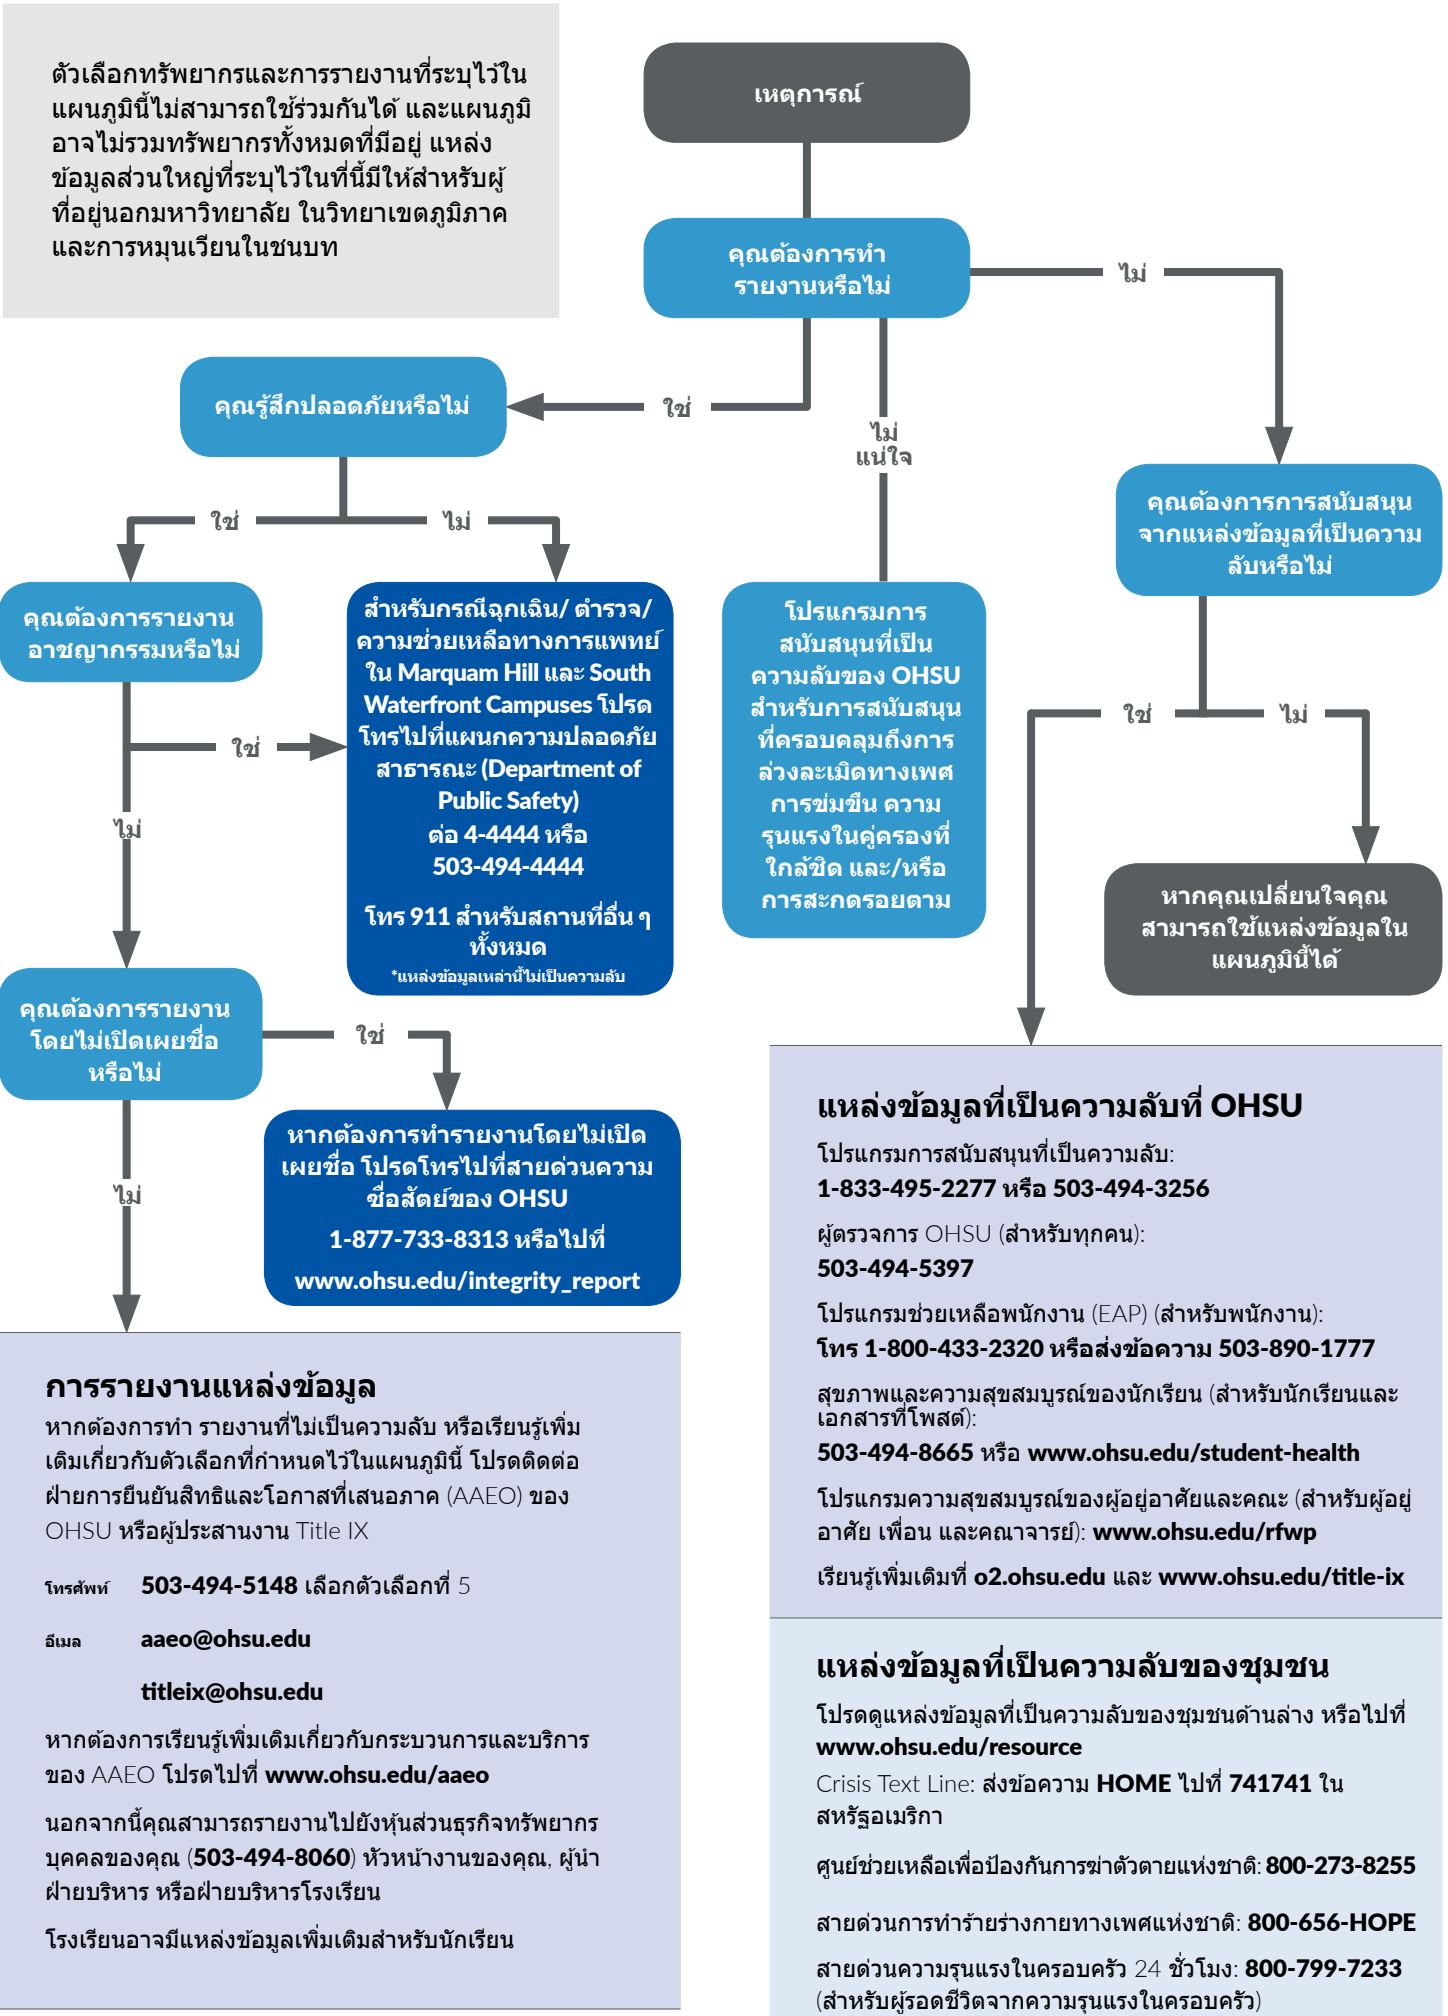 ตัวเลือกทรัพยากรและการรายงานที่ระบุไว้ใน
แผนภูมินี้ไม่สามารถใช้ร่วมกันได้ และแผนภูมิ
อาจไม่รวมทรัพยากรทั้งหมดที่มีอยู่ แหล่ง
ข้อมูลส่วนใหญ่ที่ระบุไว้ในที่นี้มีให้สำหรับผู้
ที่อยู่นอกมหาวิทยาลัย ในวิทยาเขตภูมิภาค
และการหมุนเวียนในชนบท
เหตุการณ์
คุณต้องการทำ
รายงานหรือไม่
ไม่
ใช่
ไม่
แน่ใจ
คุณรู้สึกปลอดภัยหรือไม่
ใช่
ไม่
คุณต้องการการสนับสนุน
จากแหล่งข้อมูลที่เป็นความ
ลับหรือไม่
คุณต้องการรายงาน
อาชญากรรมหรือไม่
ใช่
ไม่
สำหรับกรณีฉุกเฉิน/ ตำรวจ/
ความช่วยเหลือทางการแพทย์
ใน Marquam Hill และ South
Waterfront Campuses โปรด
โทรไปที่แผนกความปลอดภัย
สาธารณะ (Department of
Public Safety)
ต่อ 4-4444 หรือ
503-494-4444
โทร 911 สำหรับสถานที่อื่น ๆ
ทั้งหมด
*แหล่งข้อมูลเหล่านี้ไม่เป็นความลับ
โปรแกรมการ
สนับสนุนที่เป็น
ความลับของ OHSU
สำหรับการสนับสนุน
ที่ครอบคลุมถึงการ
ล่วงละเมิดทางเพศ
การข่มขืน ความ
รุนแรงในคู่ครองที่
ใกล้ชิด และ/หรือ
การสะกดรอยตาม
ใช่
ไม่
หากคุณเปลี่ยนใจคุณ
สามารถใช้แหล่งข้อมูลใน
แผนภูมินี้ได้
คุณต้องการรายงาน
โดยไม่เปิดเผยชื่อ
หรือไม่
ใช่
ไม่
หากต้องการทำรายงานโดยไม่เปิด
เผยชื่อ โปรดโทรไปที่สายด่วนความ
ซื่อสัตย์ของ OHSU
1-877-733-8313 หรือไปที่
www.ohsu.edu/integrity_report
การรายงานแหล่งข้อมูล
หากต้องการทำ รายงานที่ไม่เป็นความลับ หรือเรียนรู้เพิ่ม
เติมเกี่ยวกับตัวเลือกที่กำหนดไว้ในแผนภูมินี้ โปรดติดต่อ
ฝ่ายการยืนยันสิทธิและโอกาสที่เสนอภาค (AAEO) ของ
OHSU หรือผู้ประสานงาน Title IX
โทรศัพท์ 503-494-5148 เลือกตัวเลือกที่ 5
อีเมล aaeo@ohsu.edu
titleix@ohsu.edu
หากต้องการเรียนรู้เพิ่มเติมเกี่ยวกับกระบวนการและบริการ
ของ AAEO โปรดไปที่ www.ohsu.edu/aaeo
นอกจากนี้คุณสามารถรายงานไปยังหุ้นส่วนธุรกิจทรัพยากร
บุคคลของคุณ (503-494-8060) หัวหน้างานของคุณ, ผู้นำ
ฝ่ายบริหาร หรือฝ่ายบริหารโรงเรียน
โรงเรียนอาจมีแหล่งข้อมูลเพิ่มเติมสำหรับนักเรียน
แหล่งข้อมูลที่เป็นความลับที่ OHSU
โปรแกรมการสนับสนุนที่เป็นความลับ:
1-833-495-2277 หรือ 503-494-3256
ผู้ตรวจการ OHSU (สำหรับทุกคน):
503-494-5397
โปรแกรมช่วยเหลือพนักงาน (EAP) (สำหรับพนักงาน):
โทร 1-800-433-2320 หรือส่งข้อความ 503-890-1777
สุขภาพและความสุขสมบูรณ์ของนักเรียน (สำหรับนักเรียนและ
เอกสารที่โพสต์):
503-494-8665 หรือ www.ohsu.edu/student-health
โปรแกรมความสุขสมบูรณ์ของผู้อยู่อาศัยและคณะ (สำหรับผู้อยู่
อาศัย เพื่อน และคณาจารย์): www.ohsu.edu/rfwp
เรียนรู้เพิ่มเติมที่ o2.ohsu.edu และ www.ohsu.edu/title-ix
แหล่งข้อมูลที่เป็นความลับของชุมชน
โปรดดูแหล่งข้อมูลที่เป็นความลับของชุมชนด้านล่าง หรือไปที่
www.ohsu.edu/resource
Crisis Text Line: ส่งข้อความ HOME ไปที่ 741741 ใน
สหรัฐอเมริกา
ศูนย์ช่วยเหลือเพื่อป้องกันการฆ่าตัวตายแห่งชาติ: 800-273-8255
สายด่วนการทำร้ายร่างกายทางเพศแห่งชาติ: 800-656-HOPE
สายด่วนความรุนแรงในครอบครัว 24 ชั่วโมง: 800-799-7233
(สำหรับผู้รอดชีวิตจากความรุนแรงในครอบครัว)